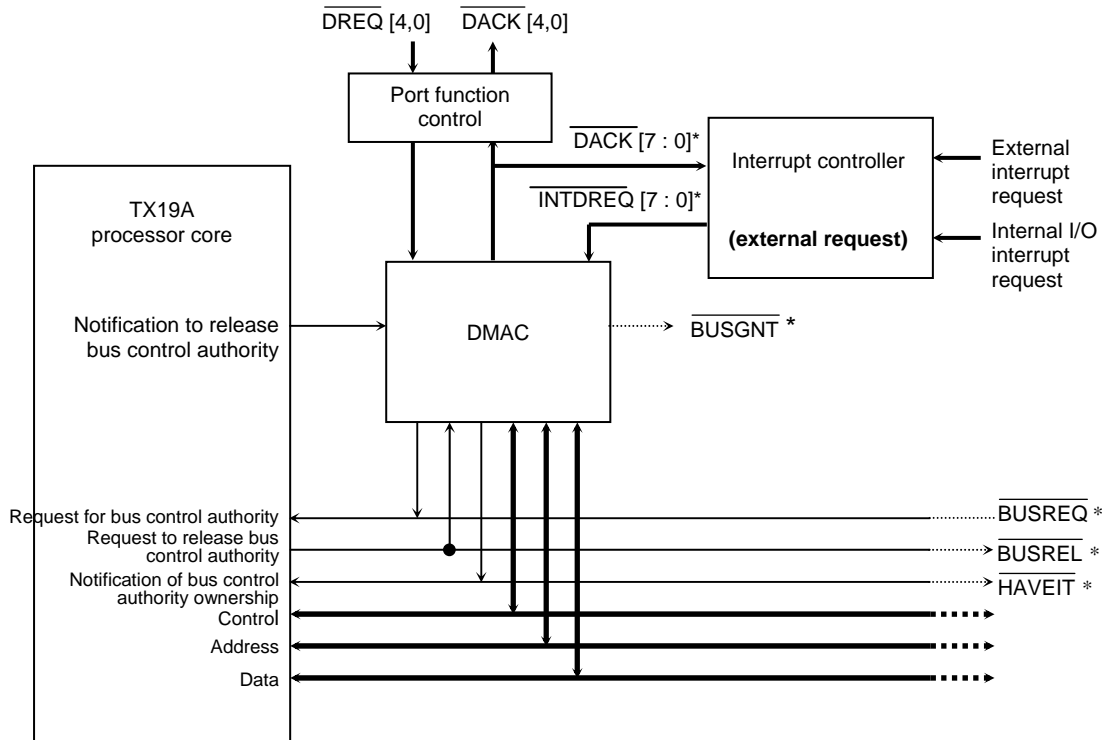 DREQ [4,0] DACK [4,0]
Port function
control
DACK [7 : 0]*
INTDREQ [7 : 0]*
Interrupt controller
(external request)
External
interrupt
request
Internal I/O
interrupt
request
TX19A
processor core
Notification to release
bus control authority
DMAC
BUSGNT *
Request for bus control authority
BUSREQ *
Request to release bus
control authority
BUSREL *
Notification of bus control
authority ownership
HAVEIT *
Control
Address
Data